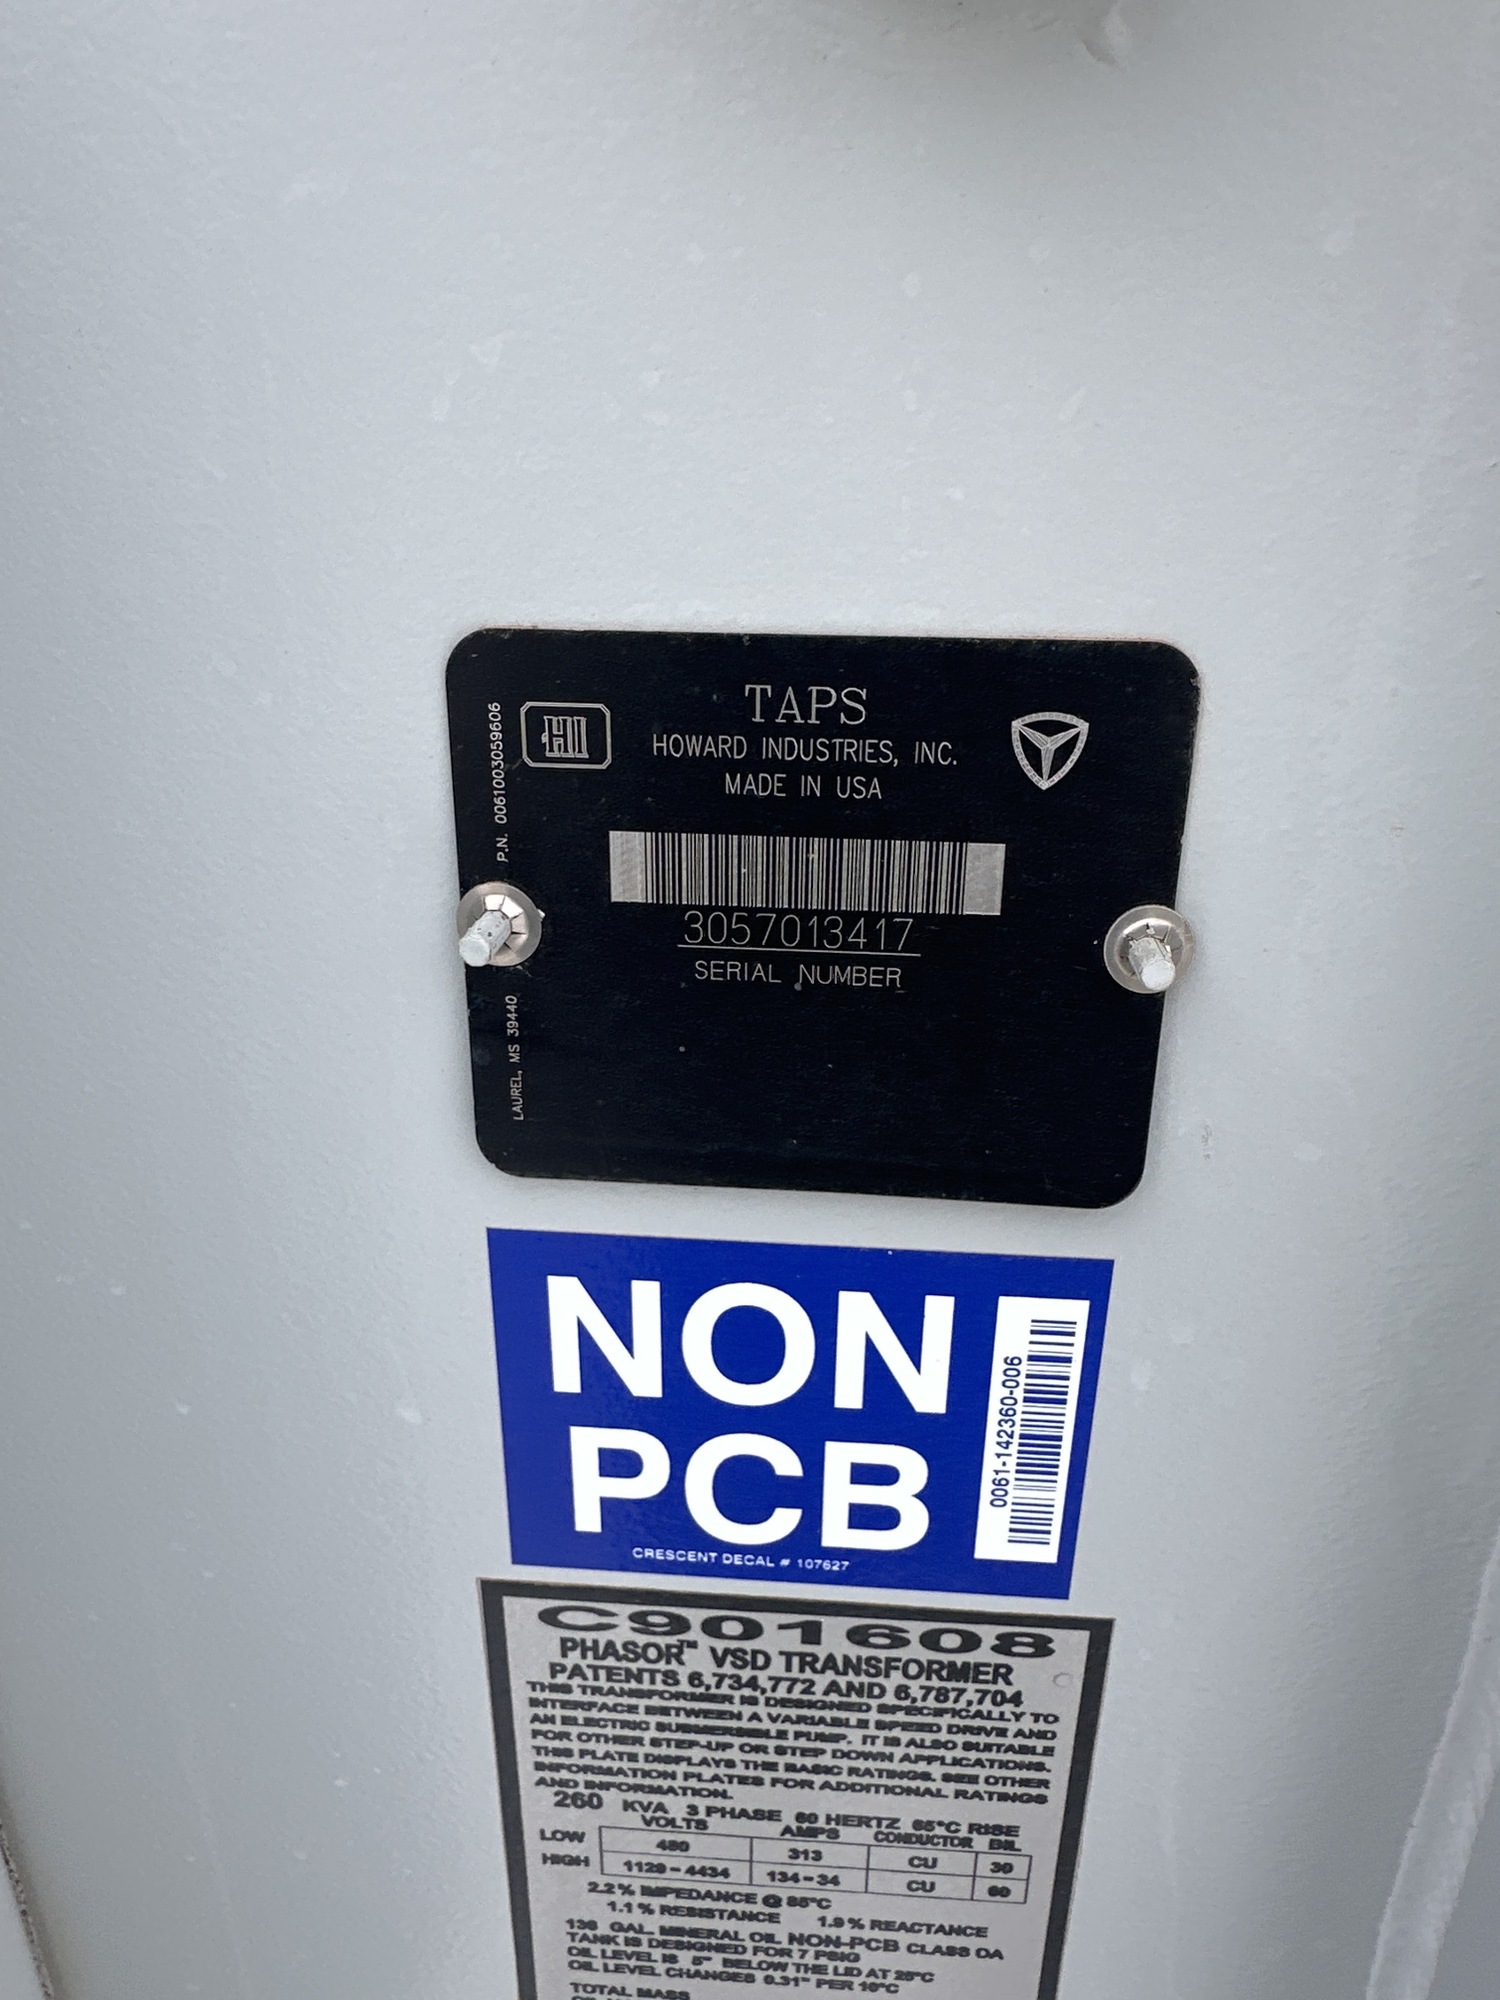 TAPS
HI
HOWARD INDUSTRIES, INC.
MADE IN USA
P.N. 0061003059606
3057013417
SERIAL NUMBER
LAUREL, MS 39440
NON
PCB
0061-142360-006
CRESCENT DECAL # 107627
C901608
PHASOR™ VSD TRANSFORMER
PATENTS 6,734,772 AND 6,787,704
THIS TRANSFORMER IS DESIGNED SPECIFICALLY TO
INTERFACE BETWEEN A VARIABLE SPEED DRIVE AND
AN ELECTRIC SUBMERSIBLE PUMP. IT IS ALSO SUITABLE
FOR OTHER STEP-UP OR STEP DOWN APPLICATIONS.
THIS PLATE DISPLAYS THE BASIC RATINGS. SEE OTHER
INFORMATION PLATES FOR ADDITIONAL RATINGS
AND INFORMATION.
260 KVA 3 PHASE 60 HERTZ 65°C RISE
VOLTS AMPS CONDUCTOR BIL
LOW 480 313 CU 30
HIGH 1129-4434 134-34 CU 60
2.2% IMPEDANCE @ 85°C
1.1% RESISTANCE 1.9% REACTANCE
136 GAL. MINERAL OIL NON-PCB CLASS OA
TANK IS DESIGNED FOR 7 PSIG
OIL LEVEL IS 5" BELOW THE LID AT 25°C
OIL LEVEL CHANGES 0.31" PER 10°C
TOTAL MASS